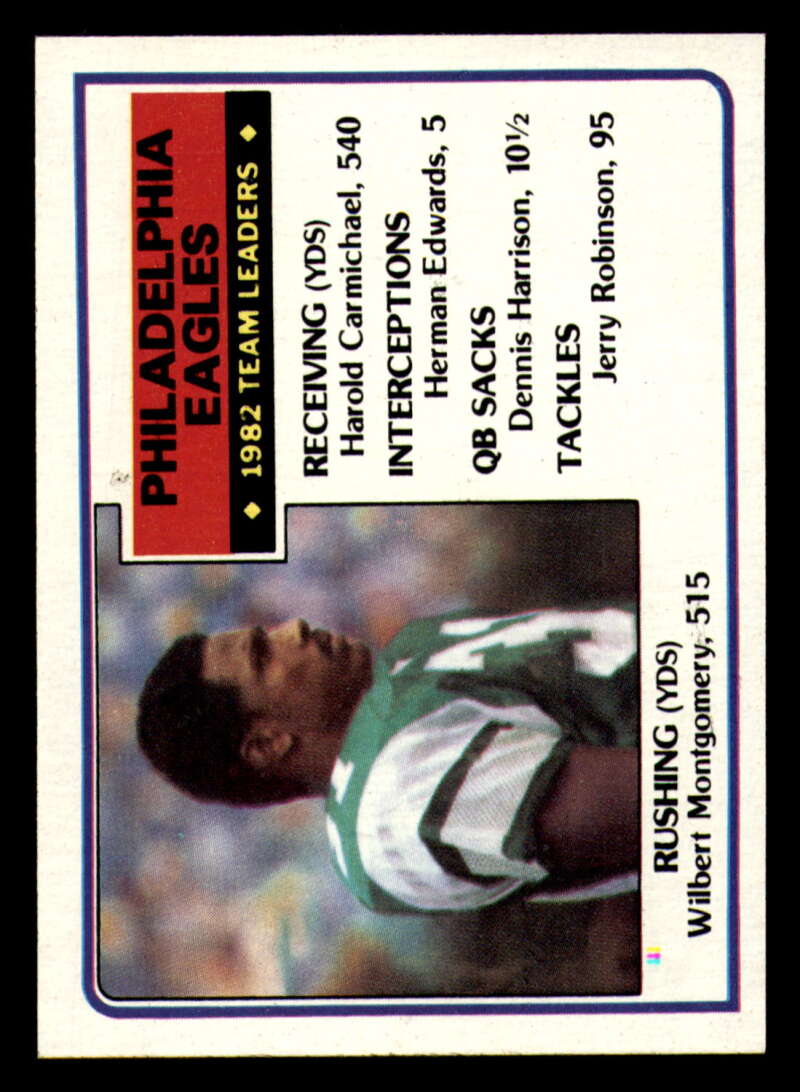 PHILADELPHIA
EAGLES
1982 TEAM LEADERS
RECEIVING (YDS)
Harold Carmichael, 540
INTERCEPTIONS
Herman Edwards, 5
QB SACKS
Dennis Harrison, 10½
TACKLES
Jerry Robinson, 95
RUSHING (YDS)
Wilbert Montgomery, 515